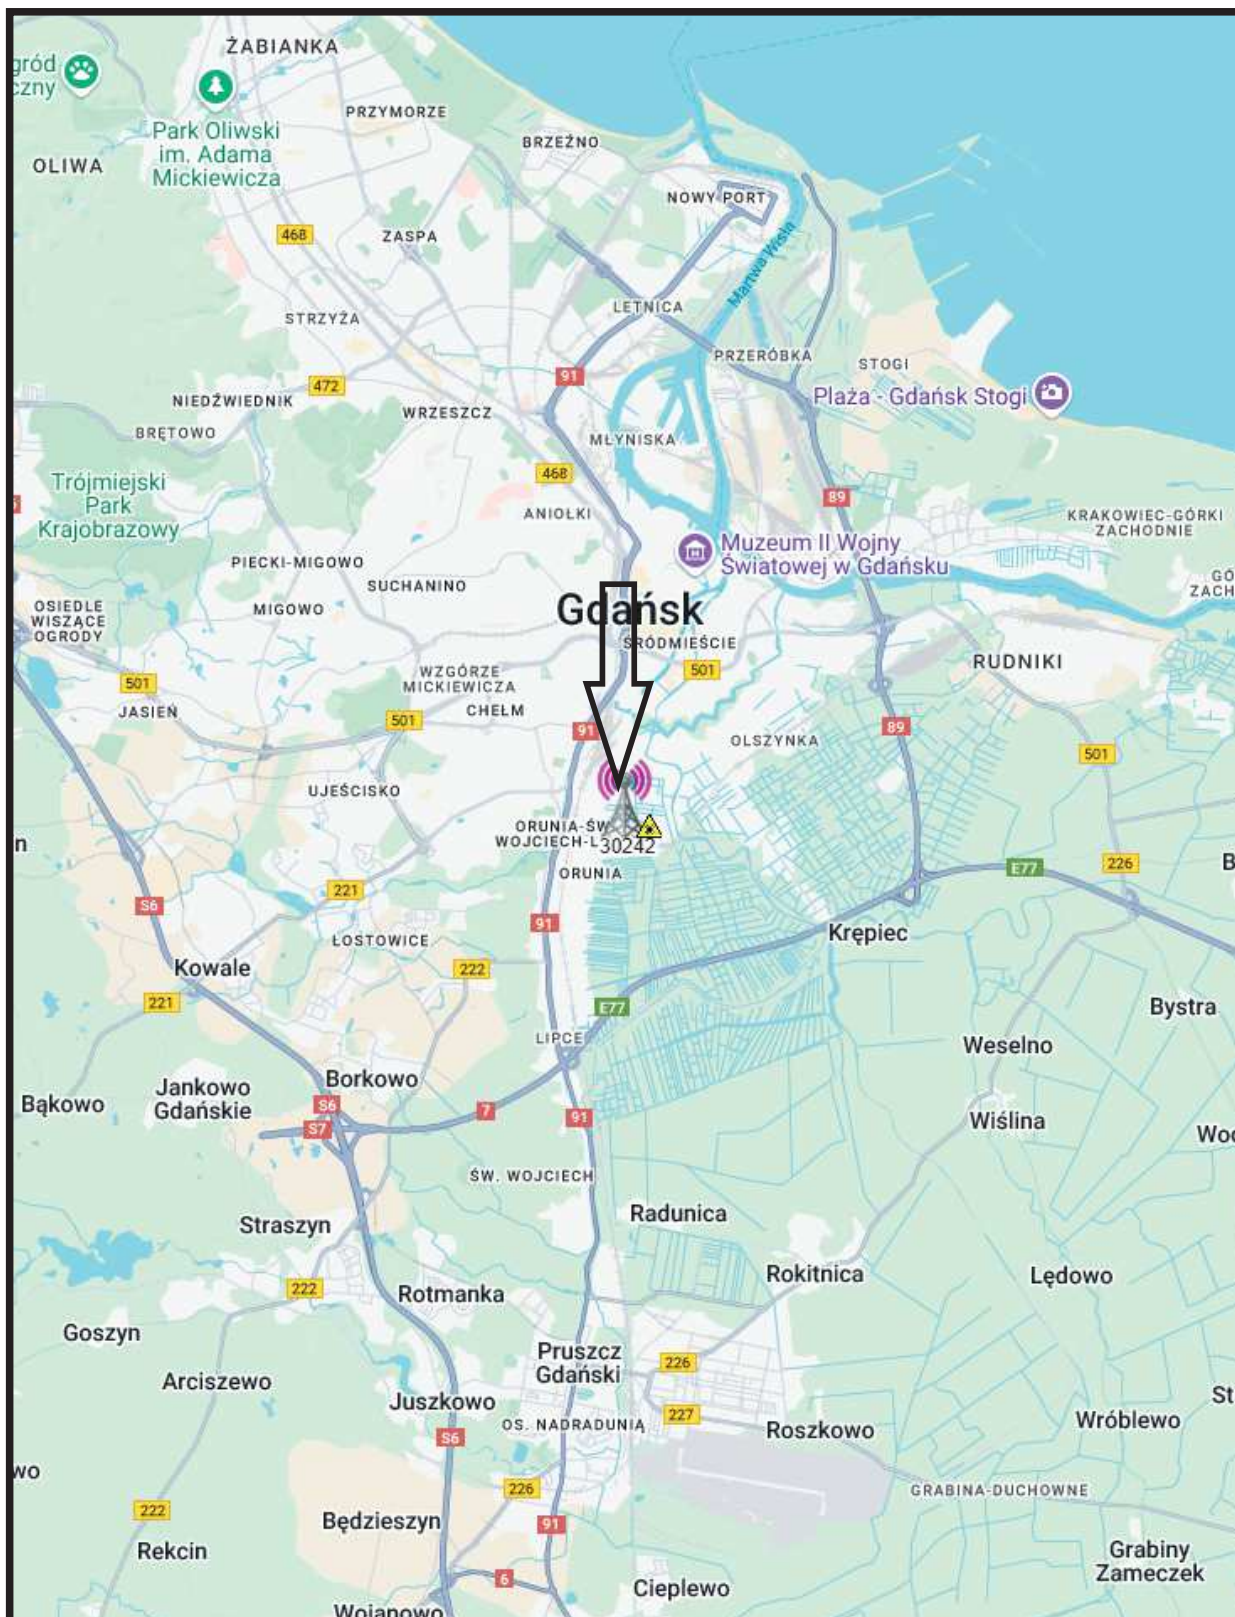 ŻABIANKA
gród
czny
PRZYMORZE
Park Oliwski
im. Adama
Mickiewicza
OLIWA
BRZEŹNO
NOWY PORT
468
ZASPA
Martwa Wisła
LETNICA
STRZYŻA
PRZERÓBKA
STOGI
91
472
Plaża - Gdańsk Stogi
NIEDŹWIEDNIK
WRZESZCZ
BRĘTOWO
MŁYNISKA
468
Trójmiejski
Park
Krajobrazowy
89
ANIOŁKI
KRAKOWIEC-GÓRKI
ZACHODNIE
Muzeum II Wojny
Światowej w Gdańsku
PIECKI-MIGOWO
SUCHANINO
GÓ
ZACH
OSIEDLE
WISZĄCE
OGRODY
MIGOWO
Gdańsk
ŚRÓDMIEŚCIE
RUDNIKI
WZGÓRZE
MICKIEWICZA
501
501
JASIEŃ
CHEŁM
501
91
89
OLSZYNKA
501
UJEŚCISKO
ORUNIA-ŚW
WOJCIECH-L
30242
n
226
B
E77
ORUNIA
221
S6
91
ŁOSTOWICE
Krępiec
Kowale
222
221
E77
Bystra
LIPCE
Weselno
Borkowo
Jankowo
Gdańskie
Bąkowo
S6
7
91
S7
Wiślina
Woc
ŚW. WOJCIECH
Radunica
Straszyn
Rokitnica
Lędowo
222
Rotmanka
Goszyn
Pruszcz
Gdański
226
Arciszewo
Juszkowo
St
227
OS. NADRADUNIĄ
Wróblewo
Roszkowo
S6
wo
226
GRABINA-DUCHOWNE
222
Będzieszyn
91
Rekcin
Grabiny
Zameczek
6
Cieplewo
Wojanowo